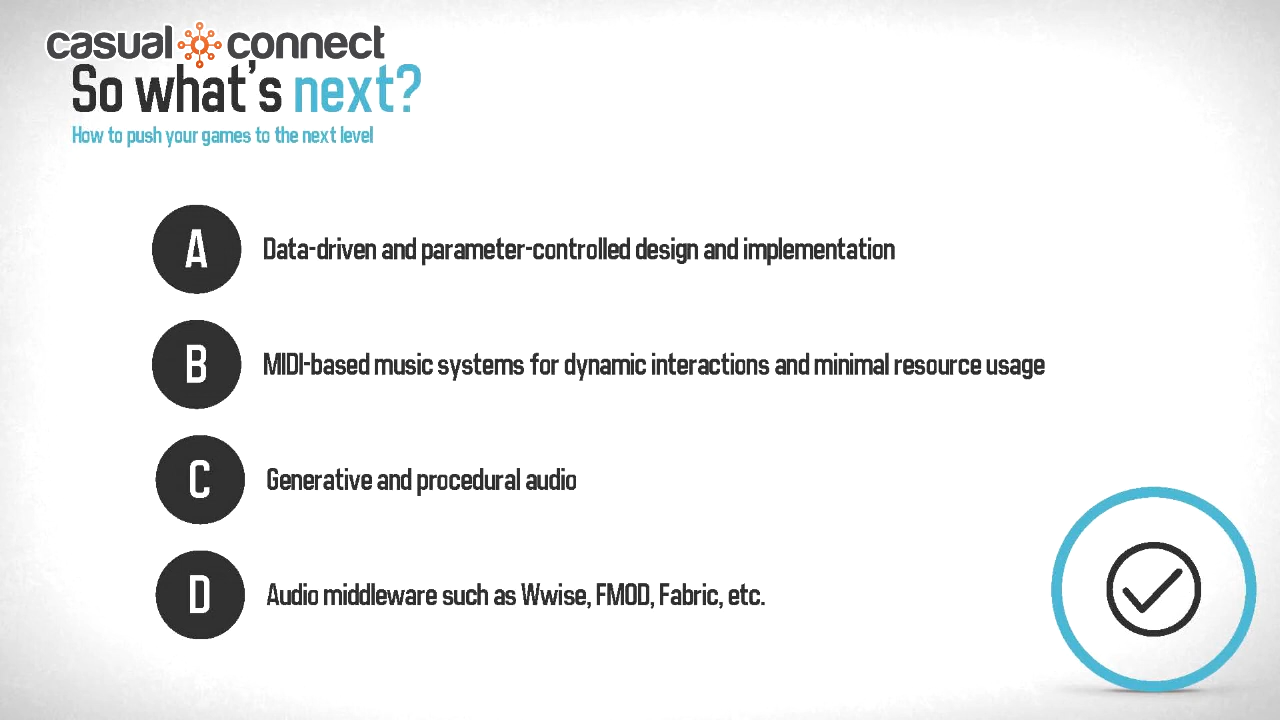 casual connect
So what's next?
How to push your games to the next level
A
Data-driven and parameter-controlled design and implementation
B
MIDI-based music systems for dynamic interactions and minimal resource usage
C
Generative and procedural audio
D
Audio middleware such as Wwise, FMOD, Fabric, etc.